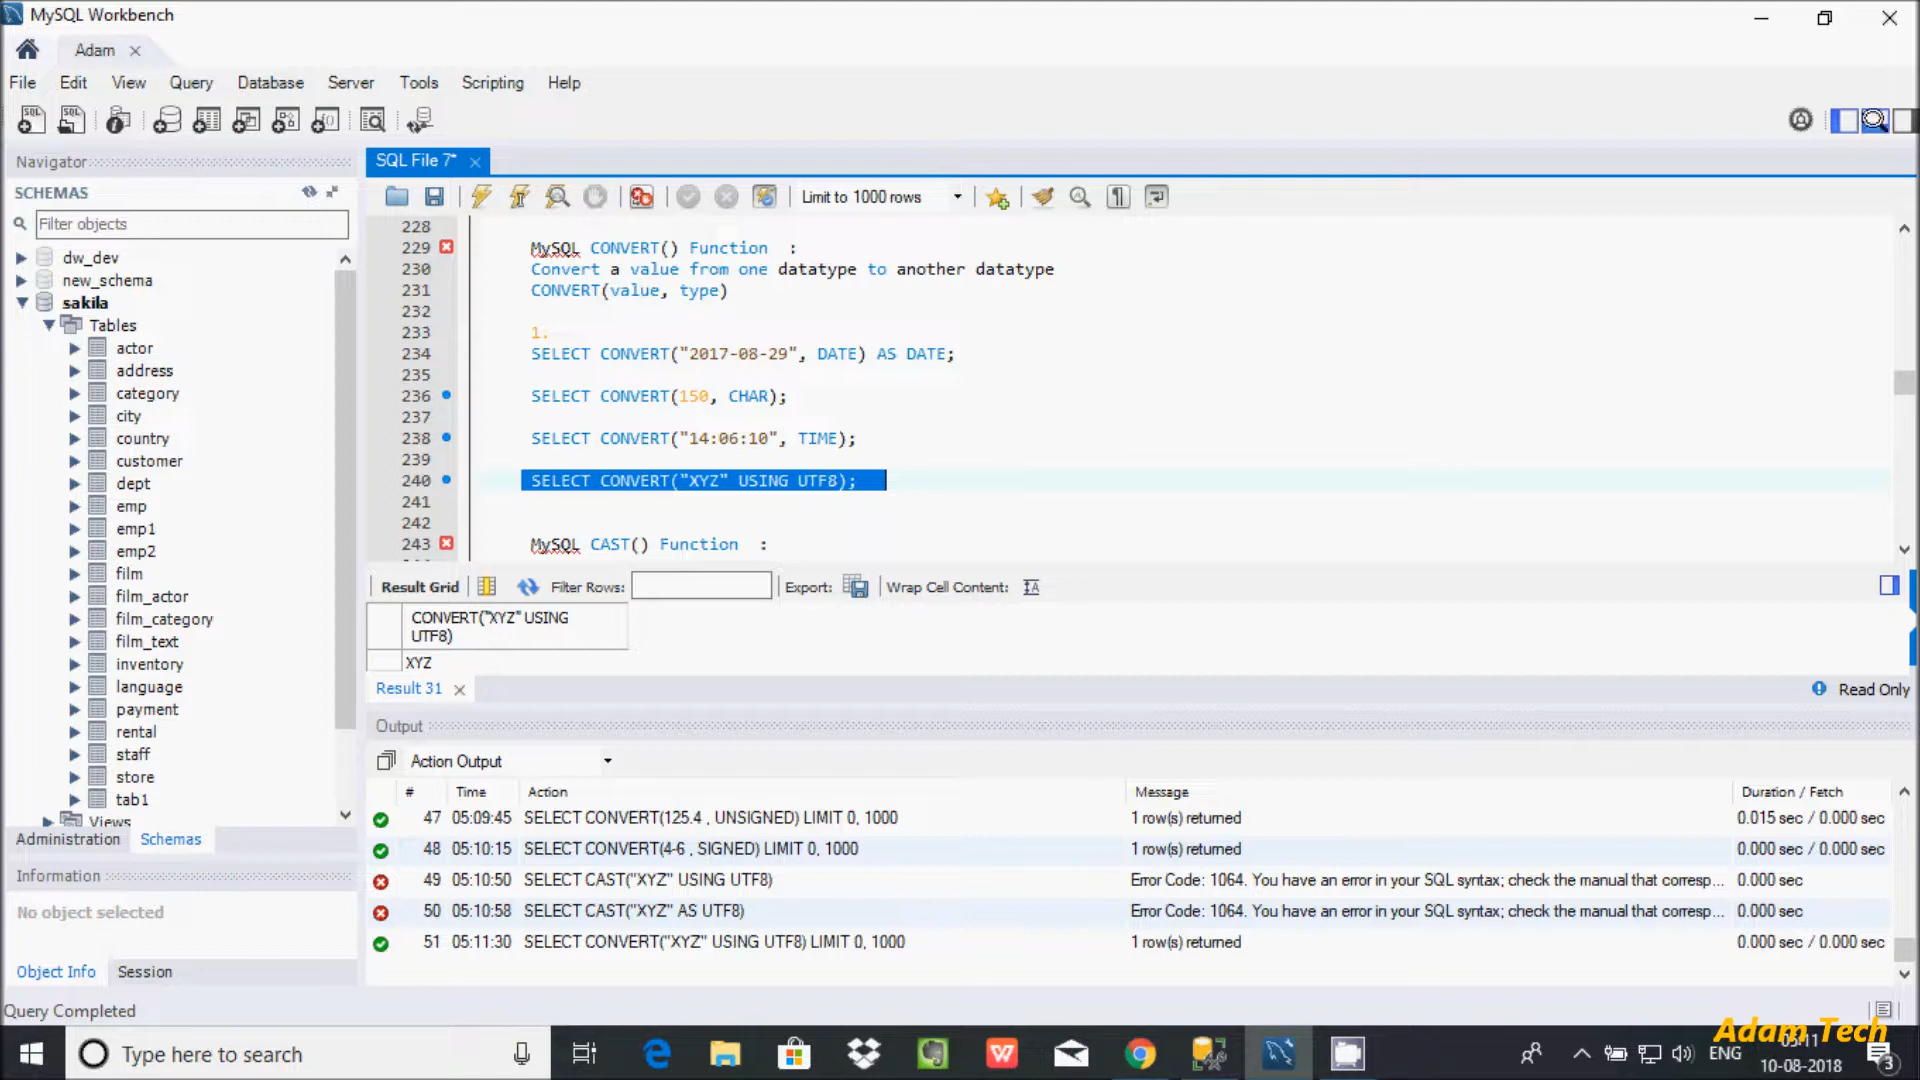 MySQL Workbench
Adam
File Edit View Query Database Server Tools Scripting Help
Navigator
SCHEMAS
Filter objects
dw_dev
new_schema
sakila
Tables
actor
address
category
city
country
customer
dept
emp
emp1
emp2
film
film_actor
film_category
film_text
inventory
language
payment
rental
staff
store
tab1
Views
Administration Schemas
Information
No object selected
Object Info Session
Query Completed
SQL File 7*
Limit to 1000 rows
228
229 MySQL CONVERT() Function :
230 Convert a value from one datatype to another datatype
231 CONVERT(value, type)
232
233 1.
234 SELECT CONVERT("2017-08-29", DATE) AS DATE;
235
236 SELECT CONVERT(150, CHAR);
237
238 SELECT CONVERT("14:06:10", TIME);
239
240 SELECT CONVERT("XYZ" USING UTF8);
241
242
243 MySQL CAST() Function :
Result Grid Filter Rows: Export: Wrap Cell Content:
CONVERT("XYZ" USING
UTF8)
XYZ
Result 31
Read Only
Output
Action Output
# Time Action Message Duration / Fetch
47 05:09:45 SELECT CONVERT(125.4 , UNSIGNED) LIMIT 0, 1000 1 row(s) returned 0.015 sec / 0.000 sec
48 05:10:15 SELECT CONVERT(4-6 , SIGNED) LIMIT 0, 1000 1 row(s) returned 0.000 sec / 0.000 sec
49 05:10:50 SELECT CAST("XYZ" USING UTF8) Error Code: 1064. You have an error in your SQL syntax; check the manual that corresp... 0.000 sec
50 05:10:58 SELECT CAST("XYZ" AS UTF8) Error Code: 1064. You have an error in your SQL syntax; check the manual that corresp... 0.000 sec
51 05:11:30 SELECT CONVERT("XYZ" USING UTF8) LIMIT 0, 1000 1 row(s) returned 0.000 sec / 0.000 sec
Adam Tech
Type here to search
ENG
05:11
10-08-2018
3